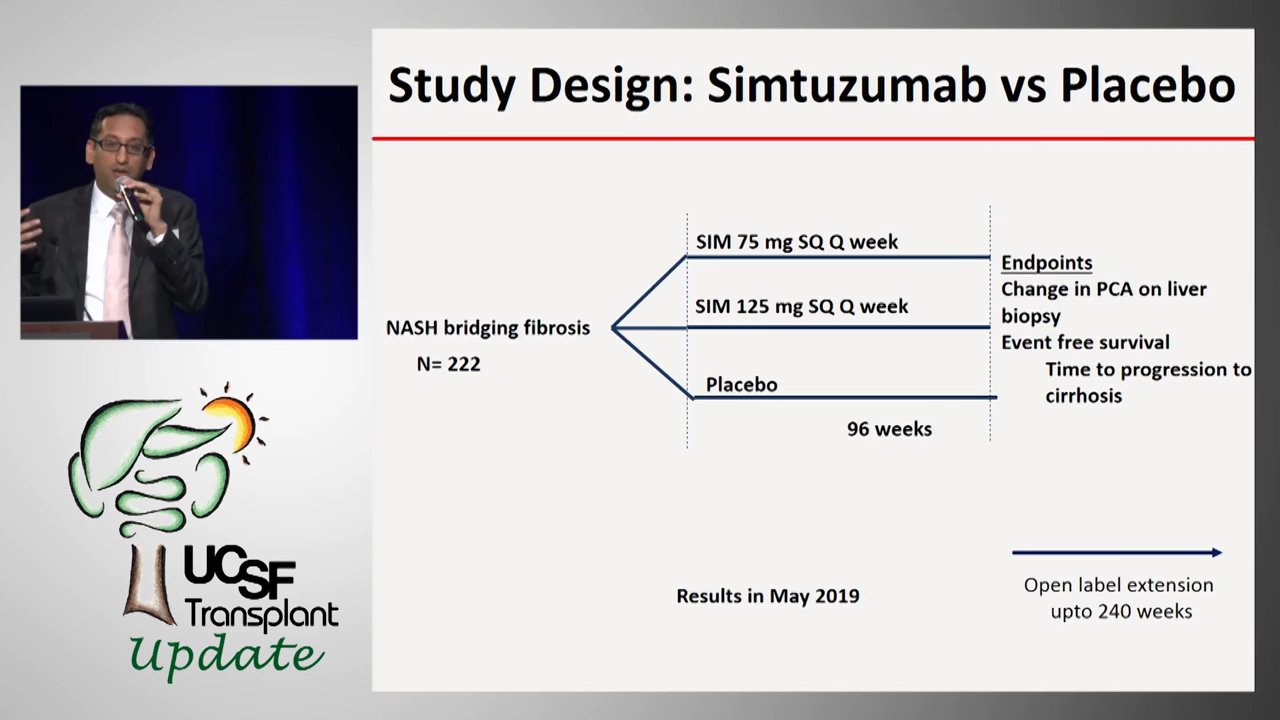 Study Design: Simtuzumab vs Placebo
SIM 75 mg SQ Q week
SIM 125 mg SQ Q week
Placebo
96 weeks
NASH bridging fibrosis
N= 222
Endpoints
Change in PCA on liver
biopsy
Event free survival
Time to progression to
cirrhosis
Open label extension
upto 240 weeks
Results in May 2019
UCSF
Transplant
Update